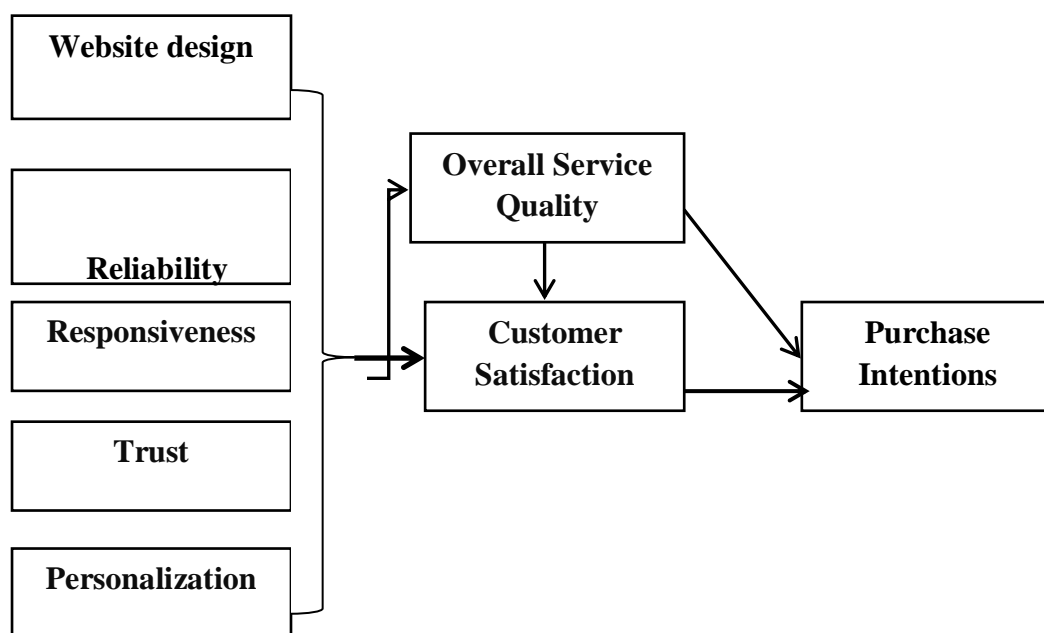 Website design
Reliability
Responsiveness
Trust
Personalization
Overall Service
Quality
Customer
Satisfaction
Purchase
Intentions